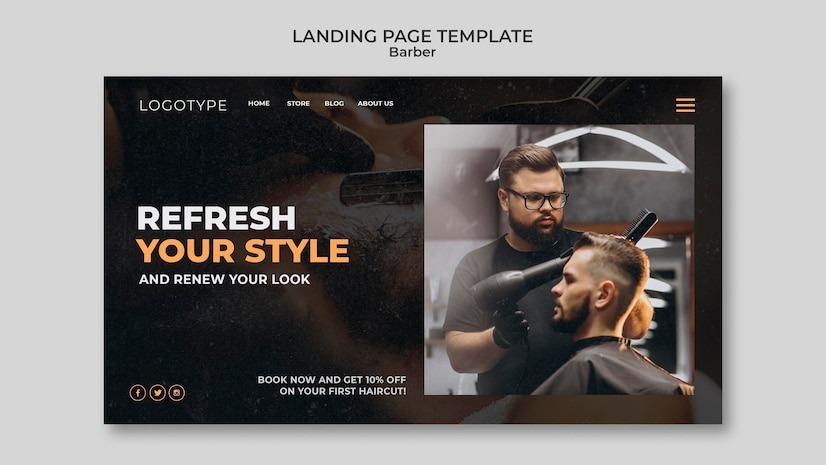 LANDING PAGE TEMPLATE
Barber
LOGOTYPE
HOME STORE BLOG ABOUT US
REFRESH
YOUR STYLE
AND RENEW YOUR LOOK
BOOK NOW AND GET 10% OFF
ON YOUR FIRST HAIRCUT!